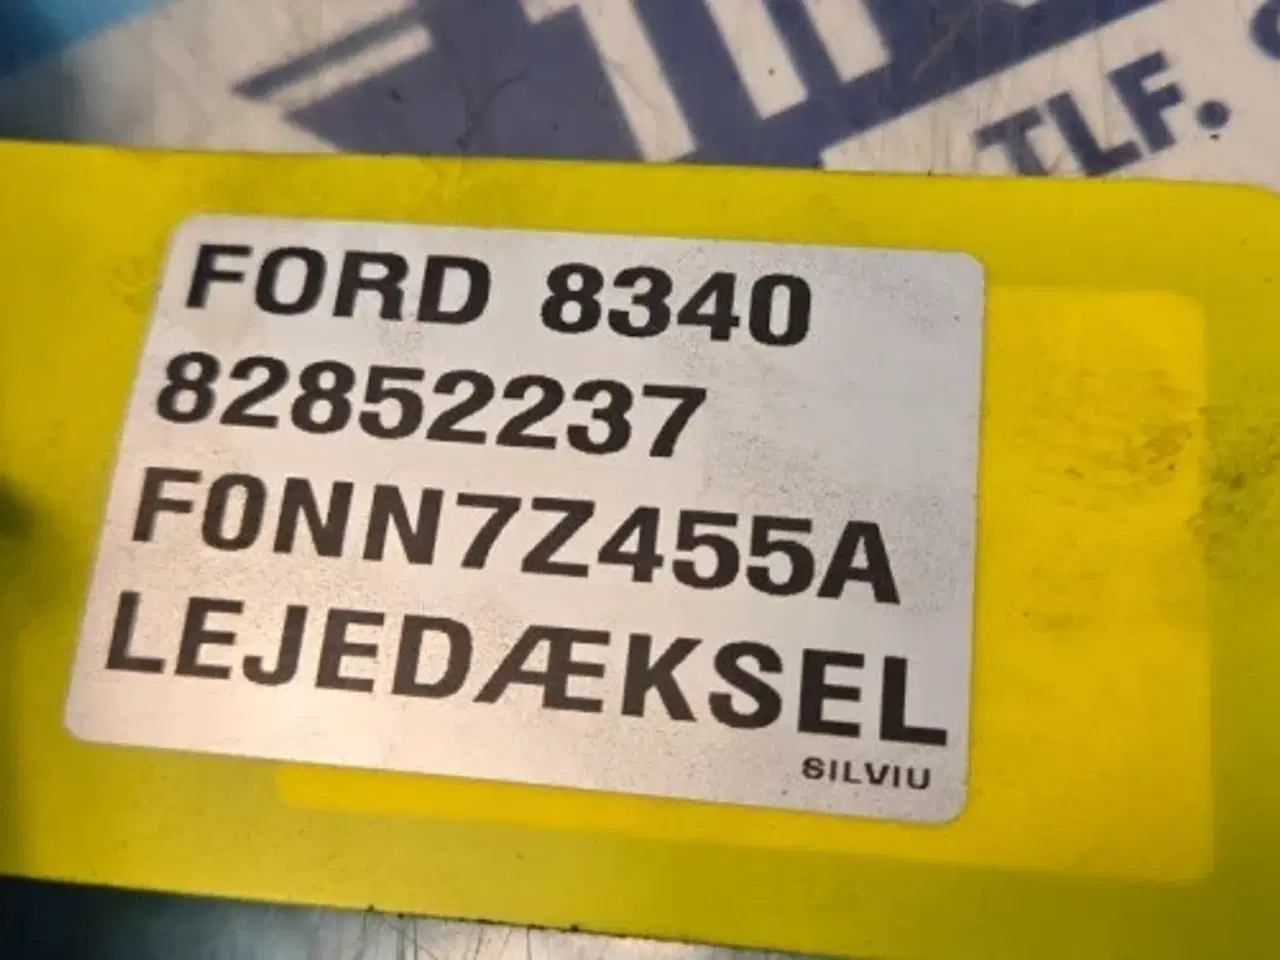 TLF.
FORD 8340
82852237
F0NN7Z455A
LEJEDÆKSEL
SILVIU